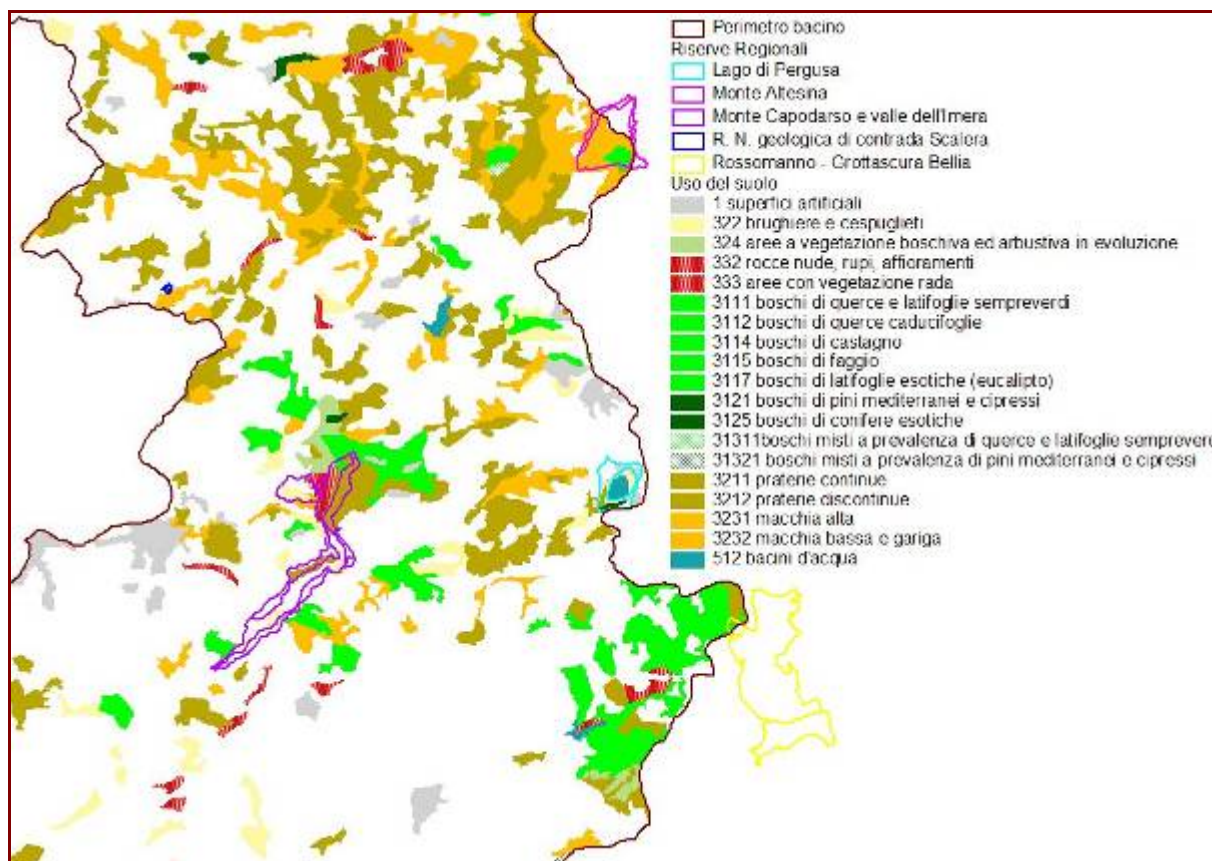 Perimetro bacino
Riserve Regionali
Lago di Pergusa
Monte Altesina
Monte Capodarso e valle dell'Imera
R. N. geologica di contrada Scalera
Rossomanno - Grottascura Bellia
Uso del suolo
1 superfici artificiali
322 brughiere e cespuglieti
324 aree a vegetazione boschiva ed arbustiva in evoluzione
332 rocce nude, rupi, affioramenti
333 aree con vegetazione rada
3111 boschi di querce e latifoglie sempreverdi
3112 boschi di querce caducifoglie
3114 boschi di castagno
3115 boschi di faggio
3117 boschi di latifoglie esotiche (eucalipto)
3121 boschi di pini mediterranei e cipressi
3125 boschi di conifere esotiche
31311boschi misti a prevalenza di querce e latifoglie sempreverd
31321 boschi misti a prevalenza di pini mediterranei e cipressi
3211 praterie continue
3212 praterie discontinue
3231 macchia alta
3232 macchia bassa e gariga
512 bacini d'acqua